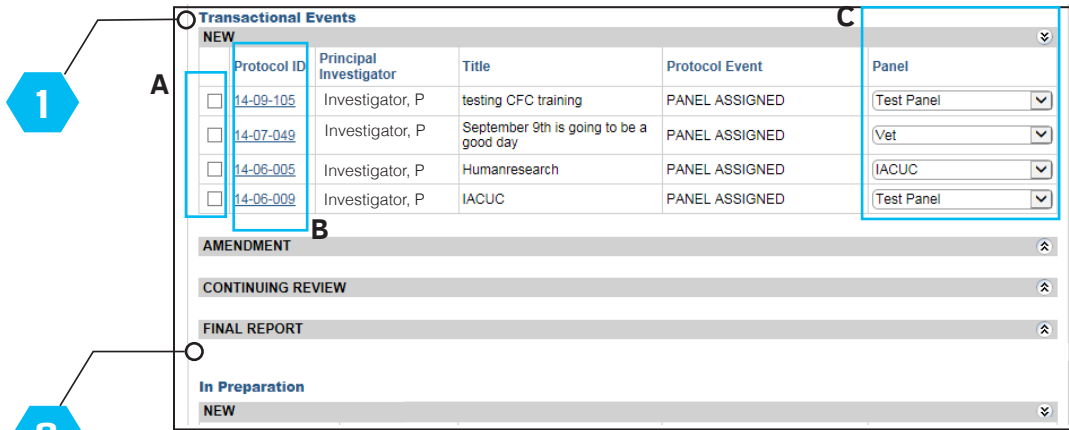 Transactional Events
C
NEW
Protocol ID Principal Investigator Title Protocol Event Panel
1
A
14-09-105 Investigator, P testing CFC training PANEL ASSIGNED Test Panel
14-07-049 Investigator, P September 9th is going to be a good day PANEL ASSIGNED Vet
14-06-005 Investigator, P Humanresearch PANEL ASSIGNED IACUC
14-06-009 Investigator, P IACUC PANEL ASSIGNED Test Panel
B
AMENDMENT
CONTINUING REVIEW
FINAL REPORT
In Preparation
NEW